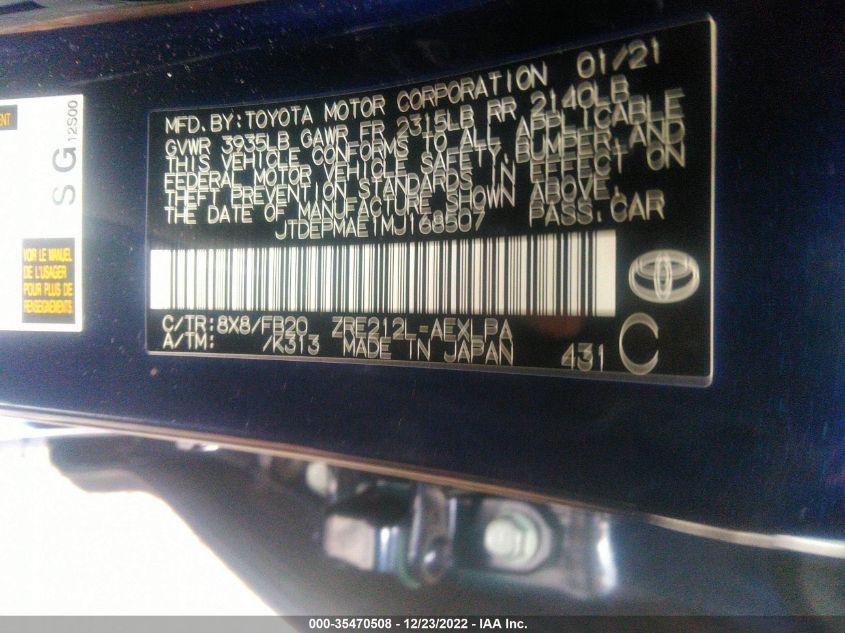 MFD.BY:TOYOTA MOTOR CORPORATION 01/21
GVWR 3935LB GAWR FR 2315LB RR 2140LB
THIS VEHICLE CONFORMS TO ALL APPLICABLE
FEDERAL MOTOR VEHICLE SAFETY,BUMPER,AND
THEFT PREVENTION STANDARDS IN EFFECT ON
THE DATE OF MANUFACTURE SHOWN ABOVE.
JTDEPMAE1MJ168507 PASS.CAR
C/TR:8X8/FB20 ZRE212L-AEXLPA
A/TM: /K313 MADE IN JAPAN 431 C
S G 12S00
VOIR LE MANUEL
DE L'USAGER
POUR PLUS DE
RENSEIGNEMENTS
000-35470508 - 12/23/2022 - IAA Inc.